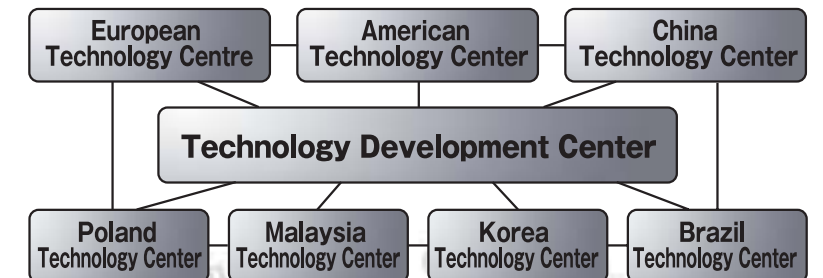 European
Technology Centre
American
Technology Center
China
Technology Center
Technology Development Center
Poland
Technology Center
Malaysia
Technology Center
Korea
Technology Center
Brazil
Technology Center